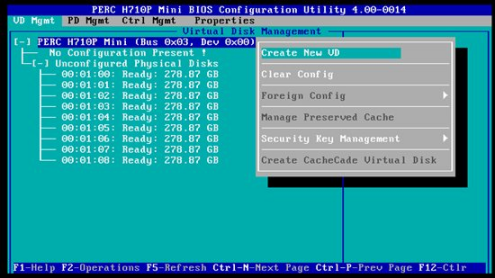 PERC H710P Mini BIOS Configuration Utility 4.00-0014
VD Mgmt PD Mgmt Ctrl Mgmt Properties
Virtual Disk Management
[-] PERC H710P Mini (Bus 0x03, Dev 0x00)
No Configuration Present !
[-] Unconfigured Physical Disks
00:01:00: Ready: 278.87 GB
00:01:01: Ready: 278.87 GB
00:01:02: Ready: 278.87 GB
00:01:03: Ready: 278.87 GB
00:01:04: Ready: 278.87 GB
00:01:05: Ready: 278.87 GB
00:01:06: Ready: 278.87 GB
00:01:07: Ready: 278.87 GB
00:01:08: Ready: 278.87 GB
Create New VD
Clear Config
Foreign Config
Manage Preserved Cache
Security Key Management
Create CacheCade Virtual Disk
F1-Help F2-Operations F5-Refresh Ctrl-N-Next Page Ctrl-P-Prev Page F12-Ctlr